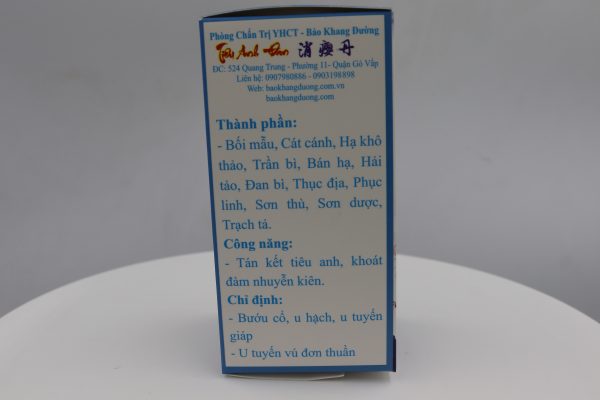 Phòng Chẩn Trị YHCT - Bảo Khang Đường
Tiêu Anh Đan 消瘿丹
ĐC: 524 Quang Trung - Phường 11- Quận Gò Vấp
Liên hệ: 0907980886 - 0903198898
Web: baokhangduong.com.vn
baokhangduong.com
Thành phần:
- Bối mẫu, Cát cánh, Hạ khô
thảo, Trần bì, Bán hạ, Hải
tảo, Đan bì, Thục địa, Phục
linh, Sơn thù, Sơn dược,
Trạch tả.
Công năng:
- Tán kết tiêu anh, khoát
đàm nhuyễn kiên.
Chỉ định:
- Bướu cổ, u hạch, u tuyến
giáp
- U tuyến vú đơn thuần